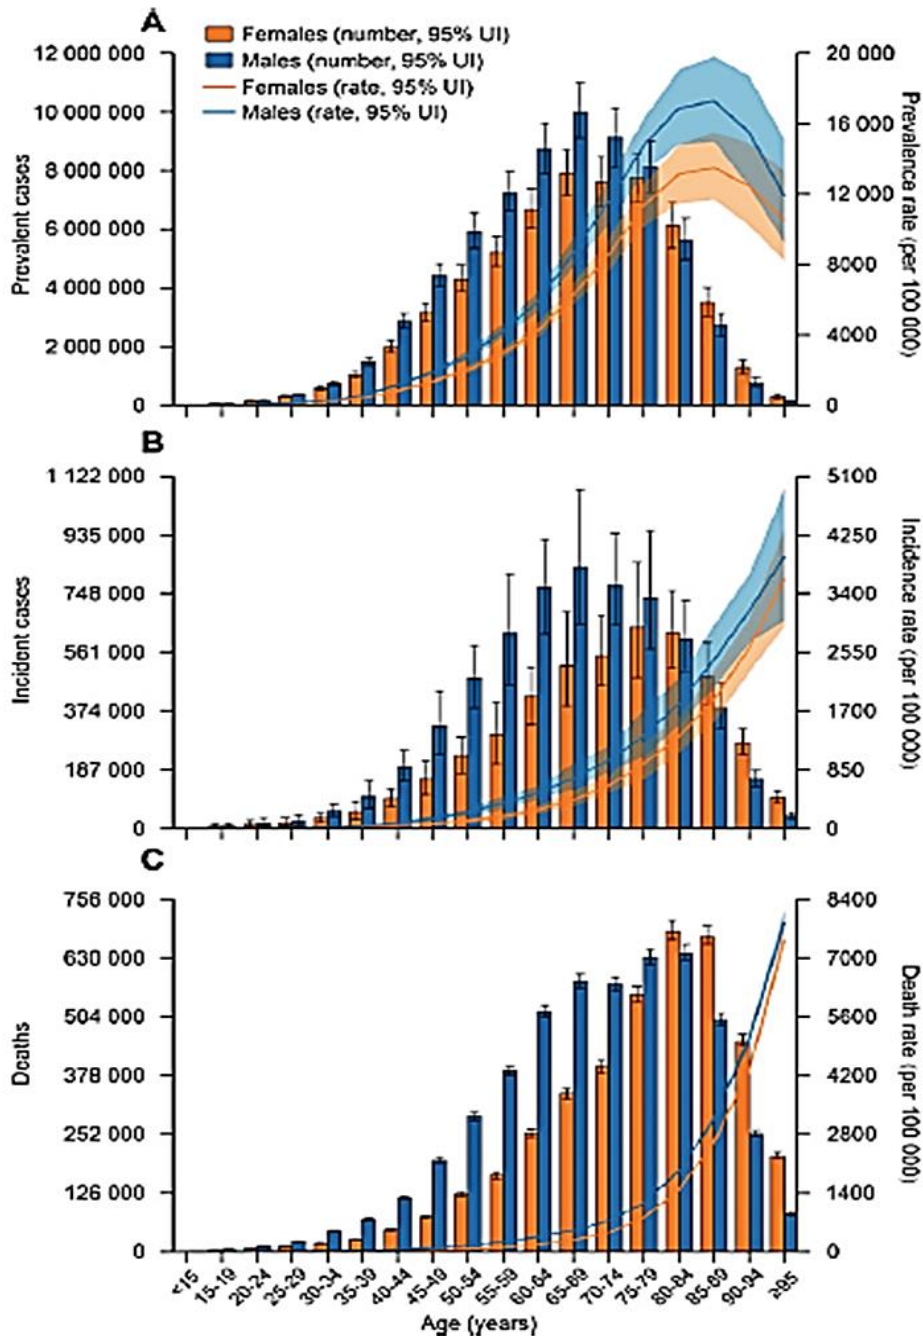 A
Females (number, 95% UI)
Males (number, 95% UI)
Females (rate, 95% UI)
Males (rate, 95% UI)
12 000 000
10 000 000
8 000 000
6 000 000
4 000 000
2 000 000
0
Prevalent cases
20 000
16 000
12 000
8000
4000
0
Prevalence rate (per 100 000)
B
1 122 000
935 000
748 000
561 000
374 000
187 000
0
Incident cases
5100
4250
3400
2550
1700
850
0
Incidence rate (per 100 000)
C
756 000
630 000
504 000
378 000
252 000
126 000
0
Deaths
8400
7000
5600
4200
2800
1400
0
Death rate (per 100 000)
<15
15-19
20-24
25-29
30-34
35-39
40-44
45-49
50-54
55-59
60-64
65-69
70-74
75-79
80-84
85-89
90-94
≥95
Age (years)